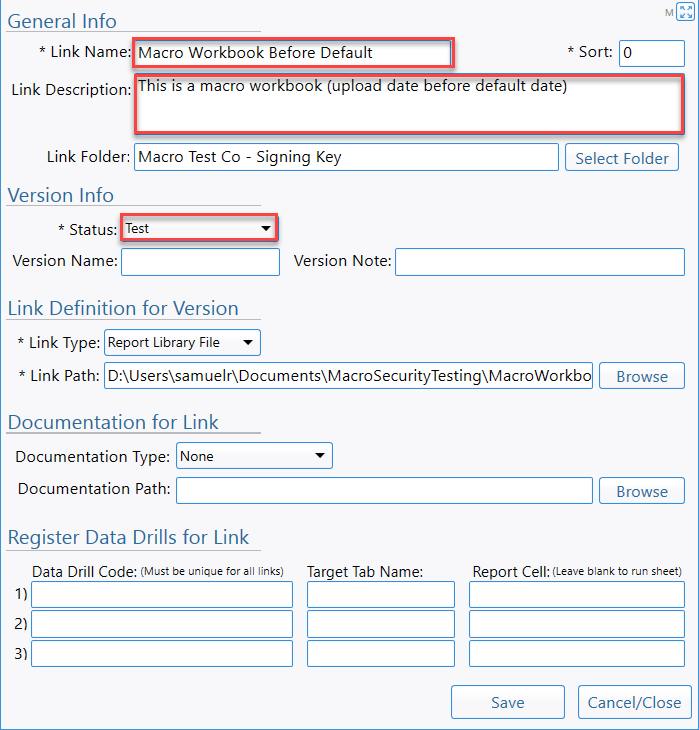 General Info
M
* Link Name: Macro Workbook Before Default * Sort: 0
Link Description: This is a macro workbook (upload date before default date)
Link Folder: Macro Test Co - Signing Key Select Folder
Version Info
* Status: Test
Version Name: Version Note:
Link Definition for Version
* Link Type: Report Library File
* Link Path: D:\Users\samuelr\Documents\MacroSecurityTesting\MacroWorkbo Browse
Documentation for Link
Documentation Type: None
Documentation Path: Browse
Register Data Drills for Link
Data Drill Code: (Must be unique for all links) Target Tab Name: Report Cell: (Leave blank to run sheet)
1)
2)
3)
Save Cancel/Close